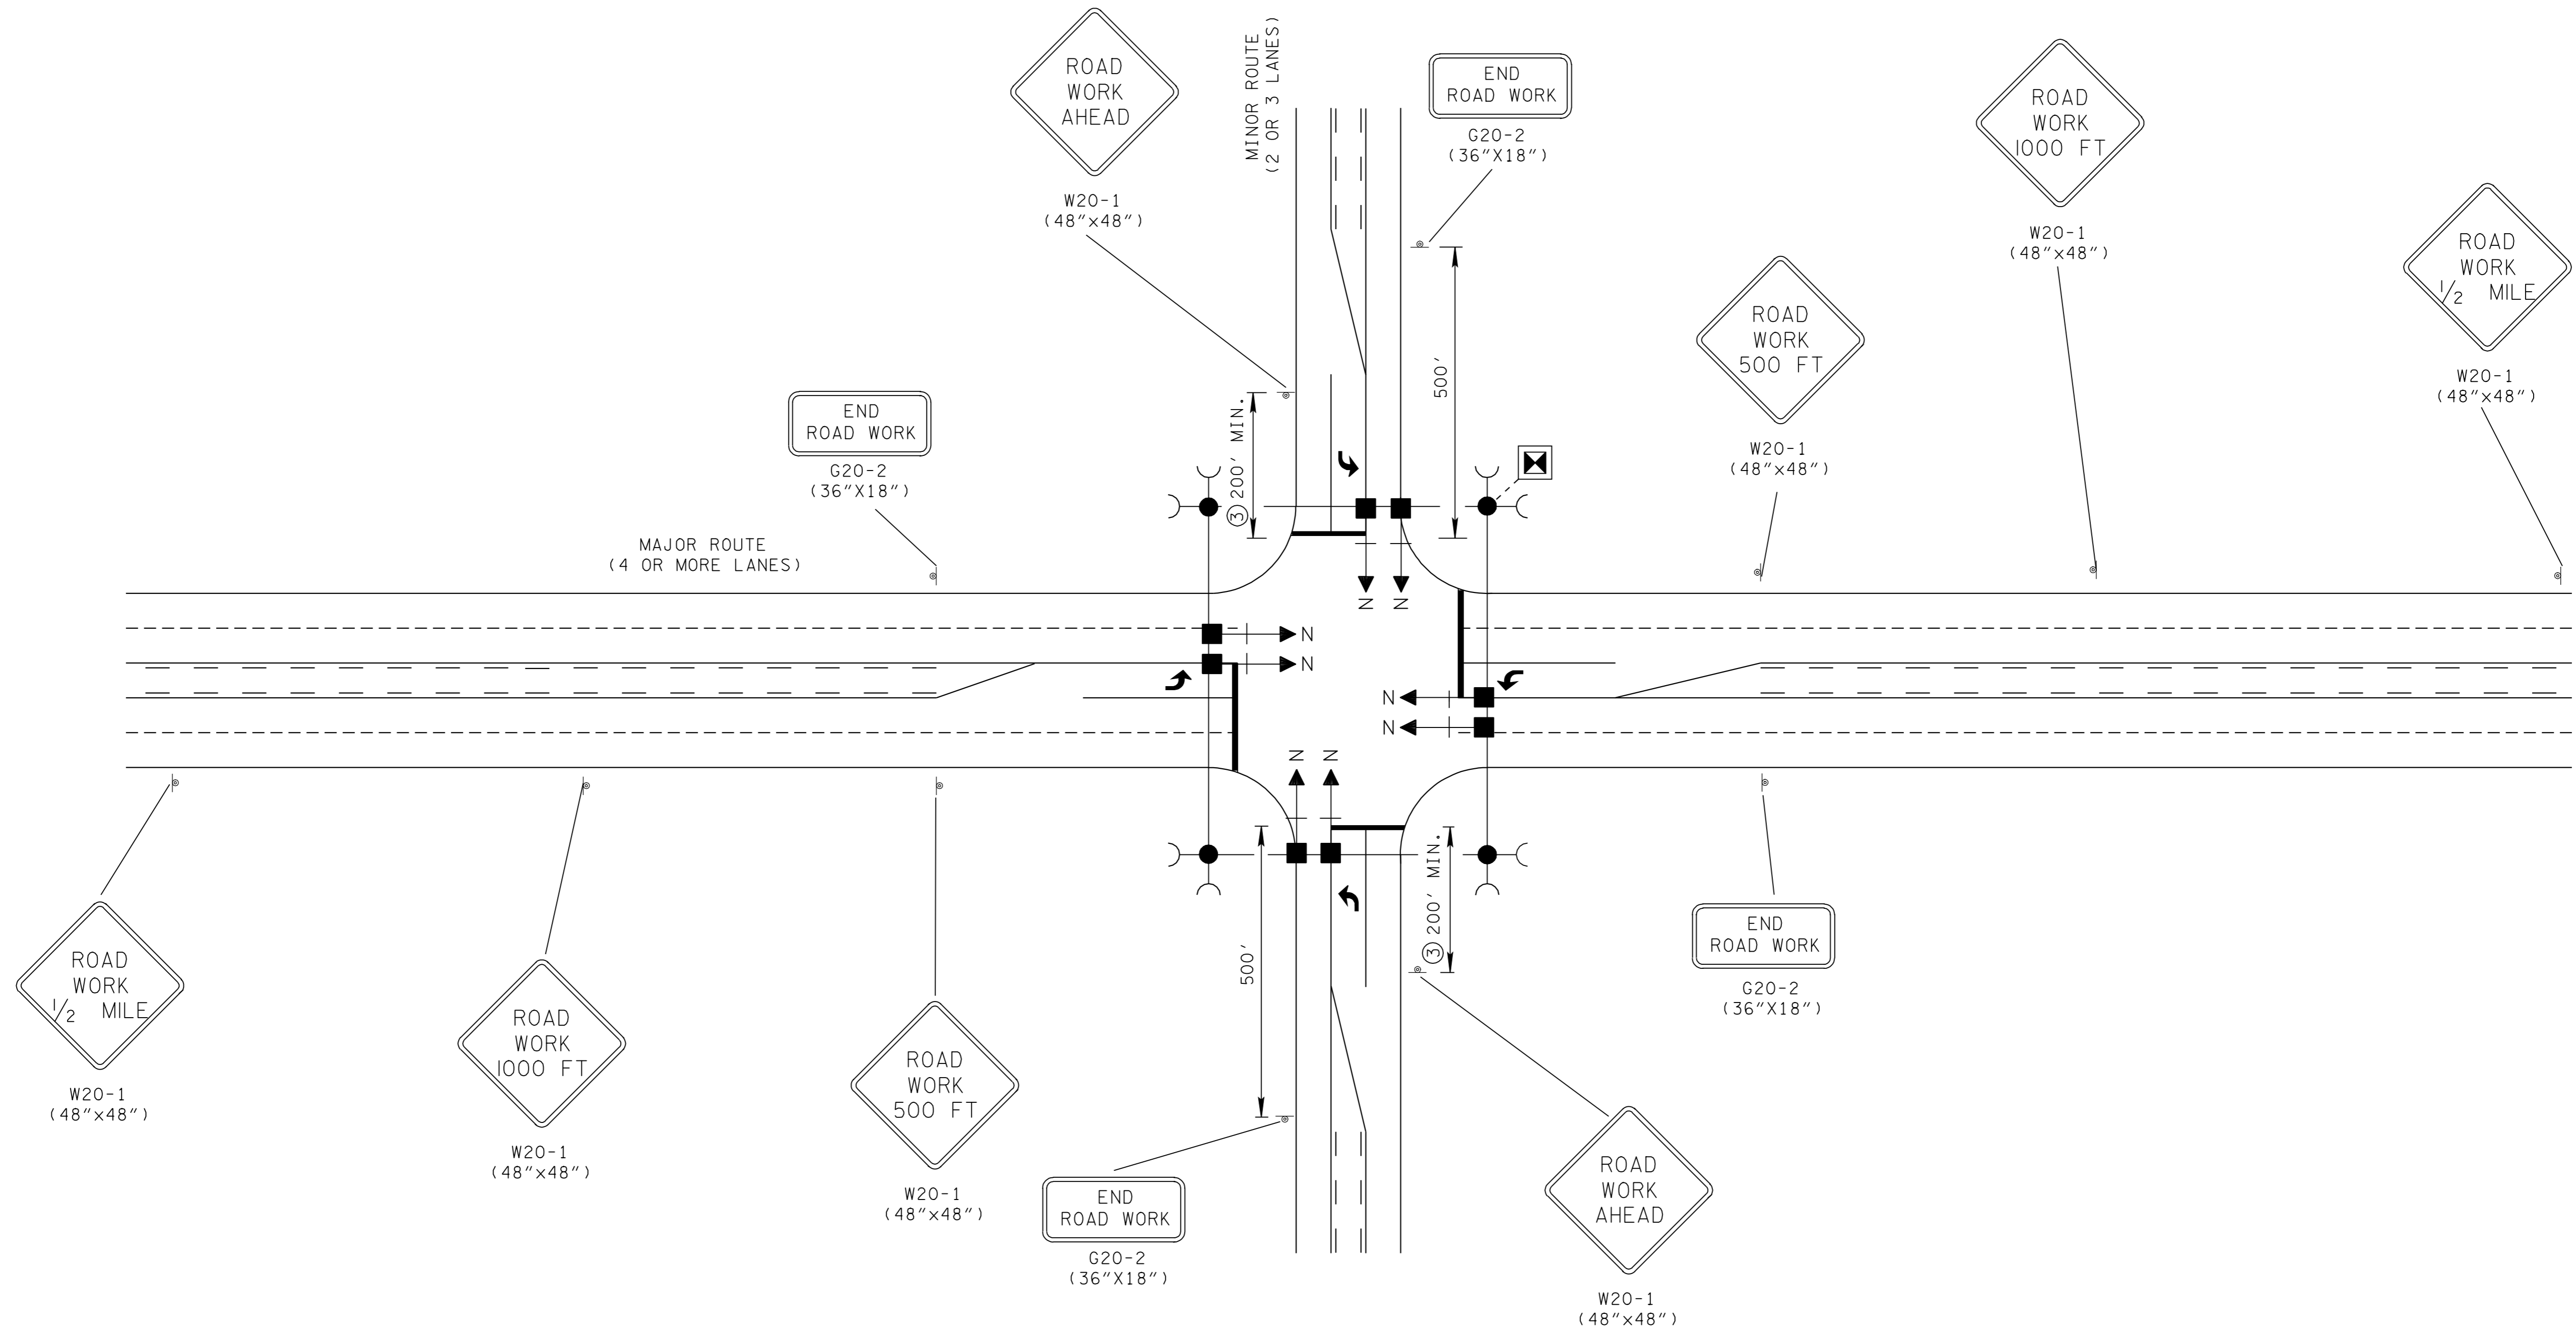 ROAD
WORK
AHEAD
W20-1
(48"x48")
MINOR ROUTE
(2 OR 3 LANES)
END
ROAD WORK
G20-2
(36"X18")
ROAD
WORK
1000 FT
W20-1
(48"x48")
ROAD
WORK
1/2 MILE
W20-1
(48"x48")
ROAD
WORK
500 FT
W20-1
(48"x48")
END
ROAD WORK
G20-2
(36"X18")
MAJOR ROUTE
(4 OR MORE LANES)
③ 200' MIN.
500'
N
N
N
N
N
N
N
N
500'
③ 200' MIN.
ROAD
WORK
1/2 MILE
W20-1
(48"x48")
ROAD
WORK
1000 FT
W20-1
(48"x48")
ROAD
WORK
500 FT
W20-1
(48"x48")
END
ROAD WORK
G20-2
(36"X18")
END
ROAD WORK
G20-2
(36"X18")
ROAD
WORK
AHEAD
W20-1
(48"x48")